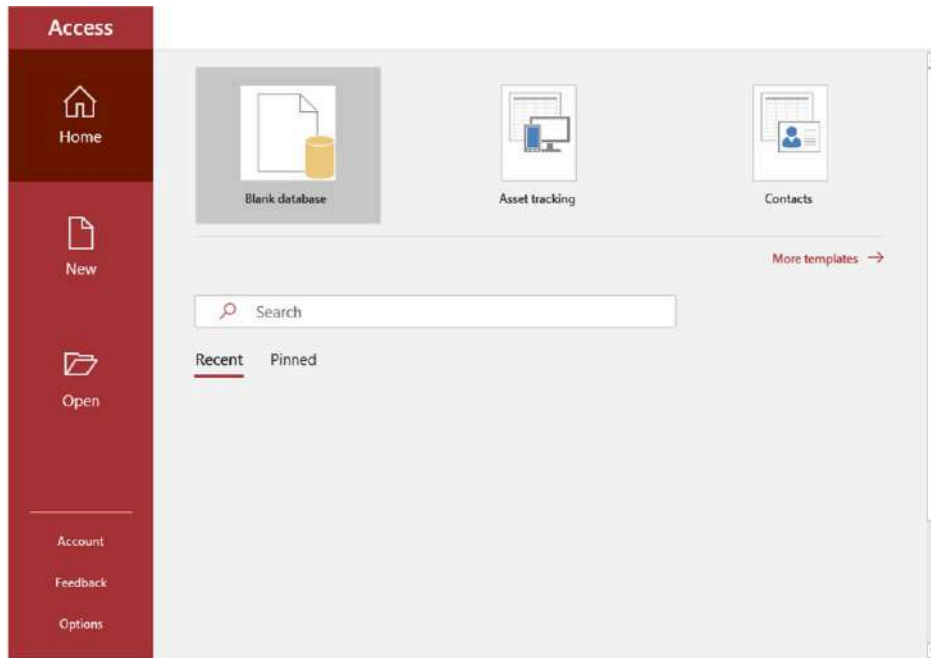 Access
Home
New
Open
Account
Feedback
Options
Blank database
Asset tracking
Contacts
More templates
Search
Recent Pinned